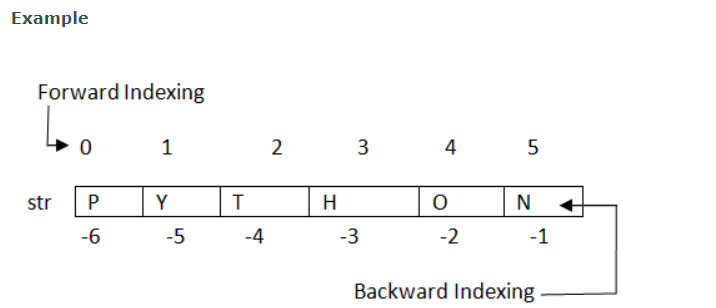 Example
Forward Indexing
0 1 2 3 4 5
str P Y T H O N
-6 -5 -4 -3 -2 -1
Backward Indexing